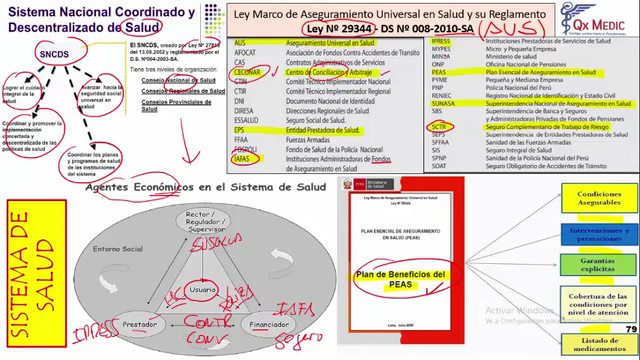 Sistema Nacional Coordinado y
Descentralizado de Salud
SNCDS
El SNCDS, creado por Ley Nº 27813
del 13.08.2002 y reglamentado por el
D.S. Nº0004-2003-SA.
Tiene tres niveles de organización:
Consejo Nacional de Salud
Consejos Regionales de Salud
Consejos Provinciales de
Salud
Lograr el cuidado
integral de salud
Avanzar hacia la
seguridad social
universal en
salud
Coordinar y promover la
implementación
concertada y
descentralizada de las
políticas de salud
Coordinar los planes
y programas de salud
de las instituciones
del sistema
Ley Marco de Aseguramiento Universal en Salud y su Reglamento
Ley Nº 29344 - DS Nº 008-2010-SA (AUS)
QX MEDIC
AUS Aseguramiento Universal en Salud
AFOCAT Asociación de Fondos Contra Accidentes de Transito
CAS Contratos Administrativos de Servicios
CECONAR Centro de Conciliación y Arbitraje
CTIN Comité Técnico Implementador Nacional
CTIR Comité Técnico Implementador Regional
DNI Documento Nacional de Identidad
DIRESA Direcciones Regionales de Salud
ESSALUD Seguro Social de Salud.
EPS Entidad Prestadora de Salud.
FFAA Fuerzas Armadas
FOSPOLI Fondo de Salud de la Policía Nacional
IAFAS Instituciones Administradoras de Fondos
de Aseguramiento en Salud
IPRESS Instituciones Prestadoras de Servicios de Salud
MYPES Micro y Pequeña Empresa
MINSA Ministerio de salud
ONP Oficina Nacional de Pensiones
PEAS Plan Esencial de Aseguramiento en Salud
PYME Pequeña y Mediana Empresa
PNP Policía Nacional del Perú
RENIEC Registro Nacional de Identificación y Estado Civil
SUNASA Superintendencia Nacional de Aseguramiento en Salud
SBS Superintendencia de Banca y Seguros
y Administradoras Privadas de Fondos de Pensiones
SCTR Seguro Complementario de Trabajo de Riesgo
SEPS Superintendencia de Entidades Prestadoras de Salud
SFFAA Sanidad de las Fuerzas Armadas
SIS Seguro Integral de Salud
SPNP Sanidad de la Policía Nacional del Perú
SOAT Seguro Obligatorio de Accidentes de Tránsito
SISTEMA DE
SALUD
Agentes Económicos en el Sistema de Salud
Rector /
Regulador /
Supervisor
SUSALUD
Entorno Social
Usuario
Prestador
IPRESS
CONTR
CONV
Financiador
IAFAS
Seguro
PERÚ Ministerio de Salud
Ley Marco de Aseguramiento Universal en Salud
PLAN ESENCIAL DE ASEGURAMIENTO
EN SALUD (PEAS)
Plan de Beneficios del
PEAS
Condiciones
Asegurables
Intervenciones y
prestaciones
Garantías
explícitas
Cobertura de las
condiciones por
nivel de atención
Listado de
medicamentos
Activar Windows
79